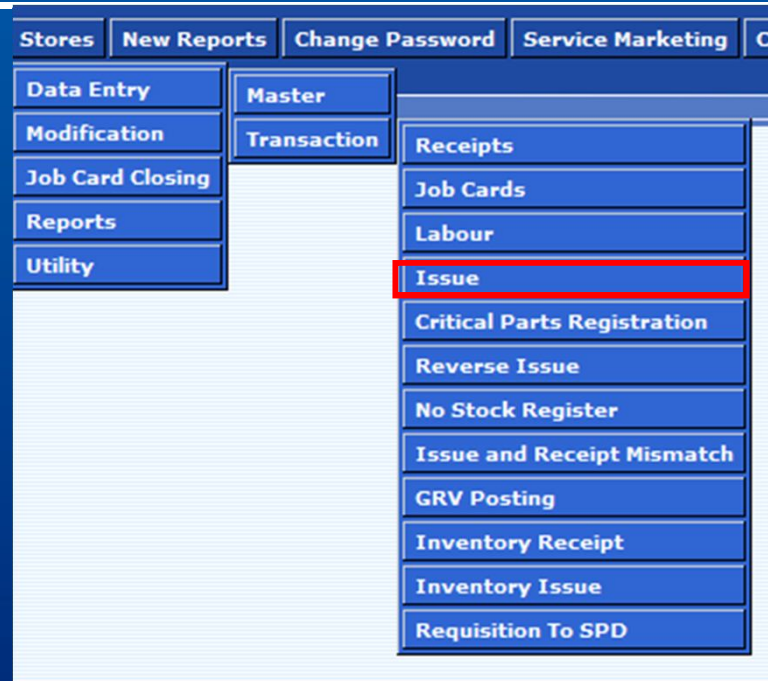 Stores New Reports Change Password Service Marketing C
Data Entry
Modification
Job Card Closing
Reports
Utility
Master
Transaction
Receipts
Job Cards
Labour
Issue
Critical Parts Registration
Reverse Issue
No Stock Register
Issue and Receipt Mismatch
GRV Posting
Inventory Receipt
Inventory Issue
Requisition To SPD